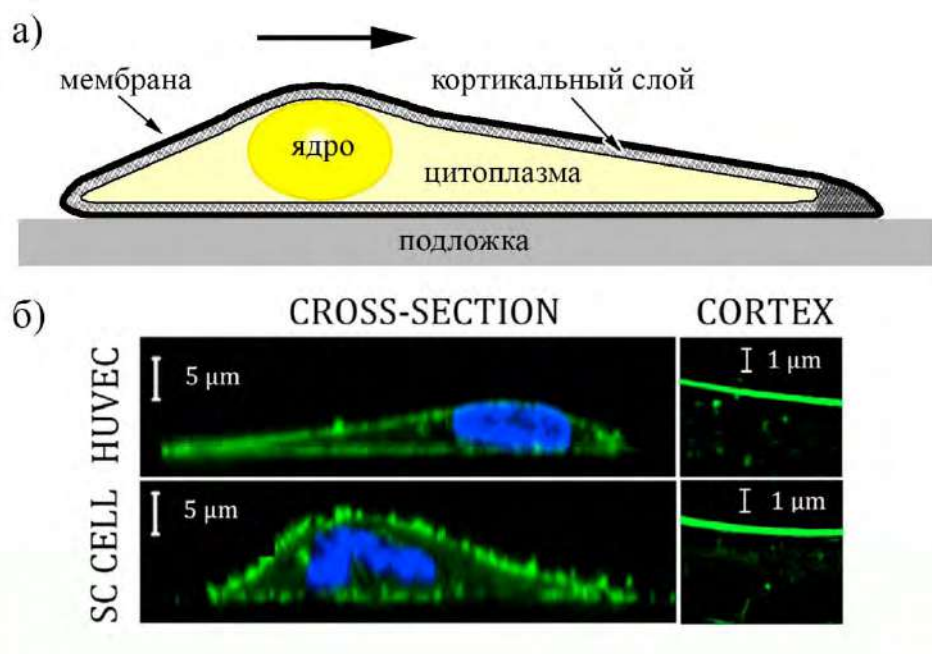 а)
мембрана
кортикальный слой
ядро
цитоплазма
подложка
б)
CROSS-SECTION
CORTEX
HUVEC
5 μm
1 μm
SC CELL
5 μm
1 μm